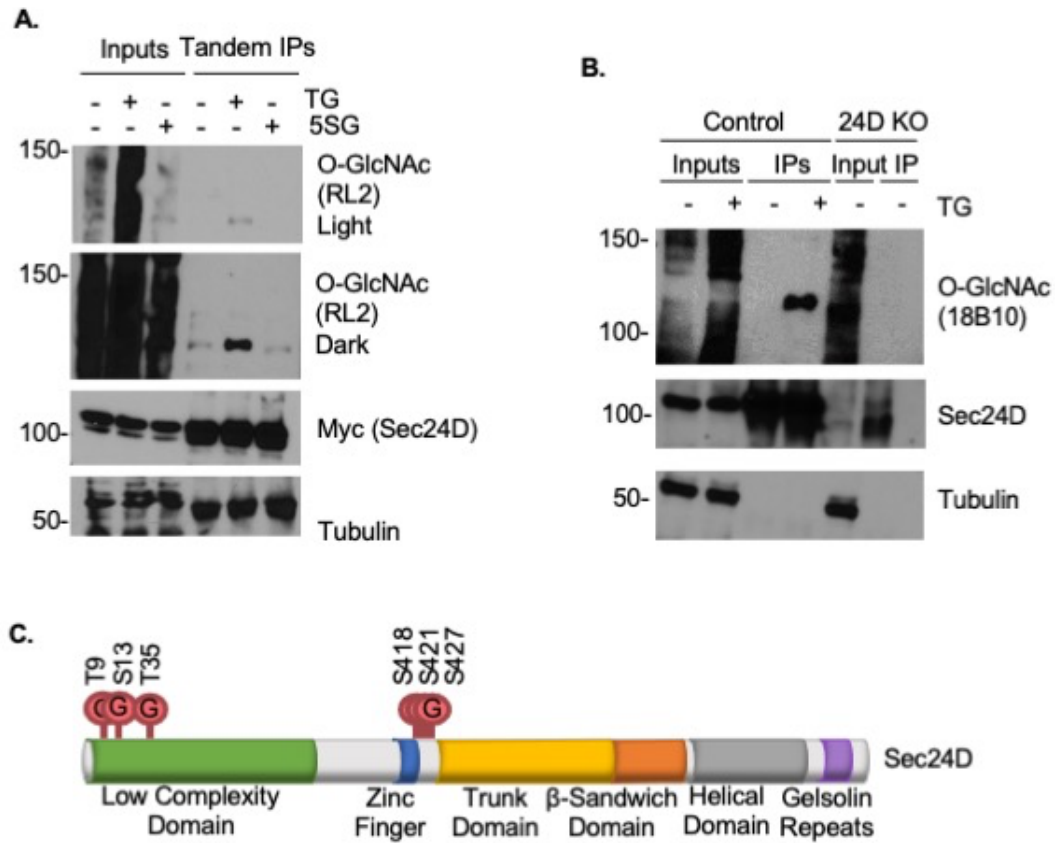 A.
Inputs Tandem IPs
- + - - + - TG
- - + - - + 5SG
150-
O-GlcNAc
(RL2)
Light
150-
O-GlcNAc
(RL2)
Dark
100-
Myc (Sec24D)
50-
Tubulin
B.
Control 24D KO
Inputs IPs Input IP
- + - + - - TG
150-
100-
O-GlcNAc
(18B10)
100-
Sec24D
50-
Tubulin
C.
T9
S13
T35
S418
S421
S427
G G G
Sec24D
Low Complexity
Domain
Zinc
Finger
Trunk
Domain
β-Sandwich
Domain
Helical
Domain
Gelsolin
Repeats